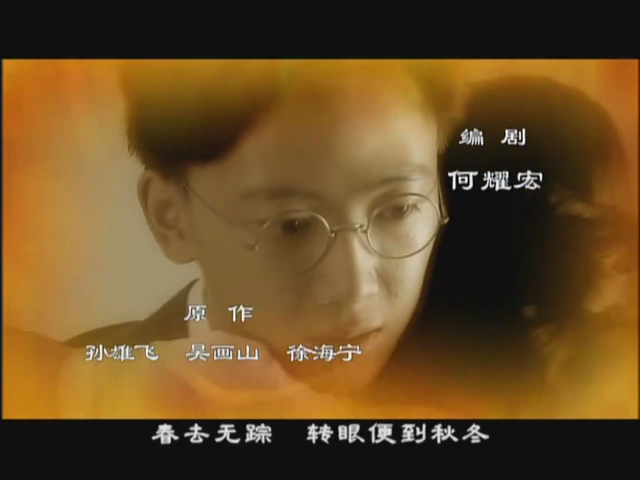 编 剧
何耀宏
原 作
孙雄飞 吴画山 徐海宁
春去无踪 转眼便到秋冬